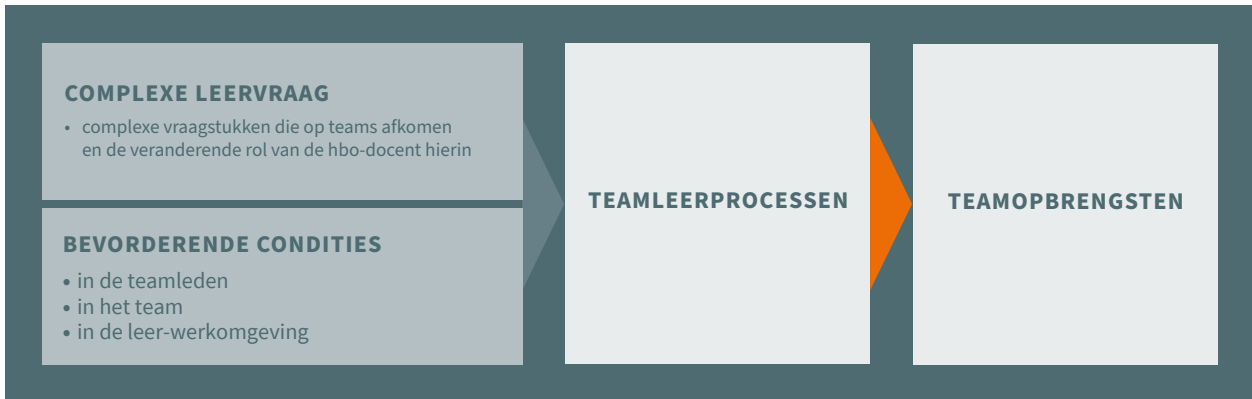 COMPLEXE LEERVRAAG
• complexe vraagstukken die op teams afkomen
en de veranderende rol van de hbo-docent hierin
BEVORDERENDE CONDITIES
• in de teamleden
• in het team
• in de leer-werkomgeving
TEAMLEERPROCESSEN
TEAMOPBRENGSTEN